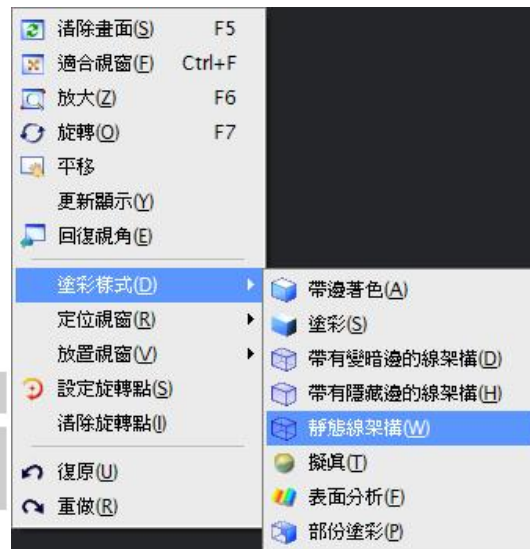 清除畫面(S) F5
適合視窗(F) Ctrl+F
放大(Z) F6
旋轉(O) F7
平移
更新顯示(Y)
回復視角(E)
塗彩樣式(D)
定位視窗(R)
放置視窗(V)
設定旋轉點(S)
清除旋轉點(I)
復原(U)
重做(R)
帶邊著色(A)
塗彩(S)
帶有變暗邊的線架構(D)
帶有隱藏邊的線架構(H)
靜態線架構(W)
擬真(T)
表面分析(F)
部份塗彩(P)